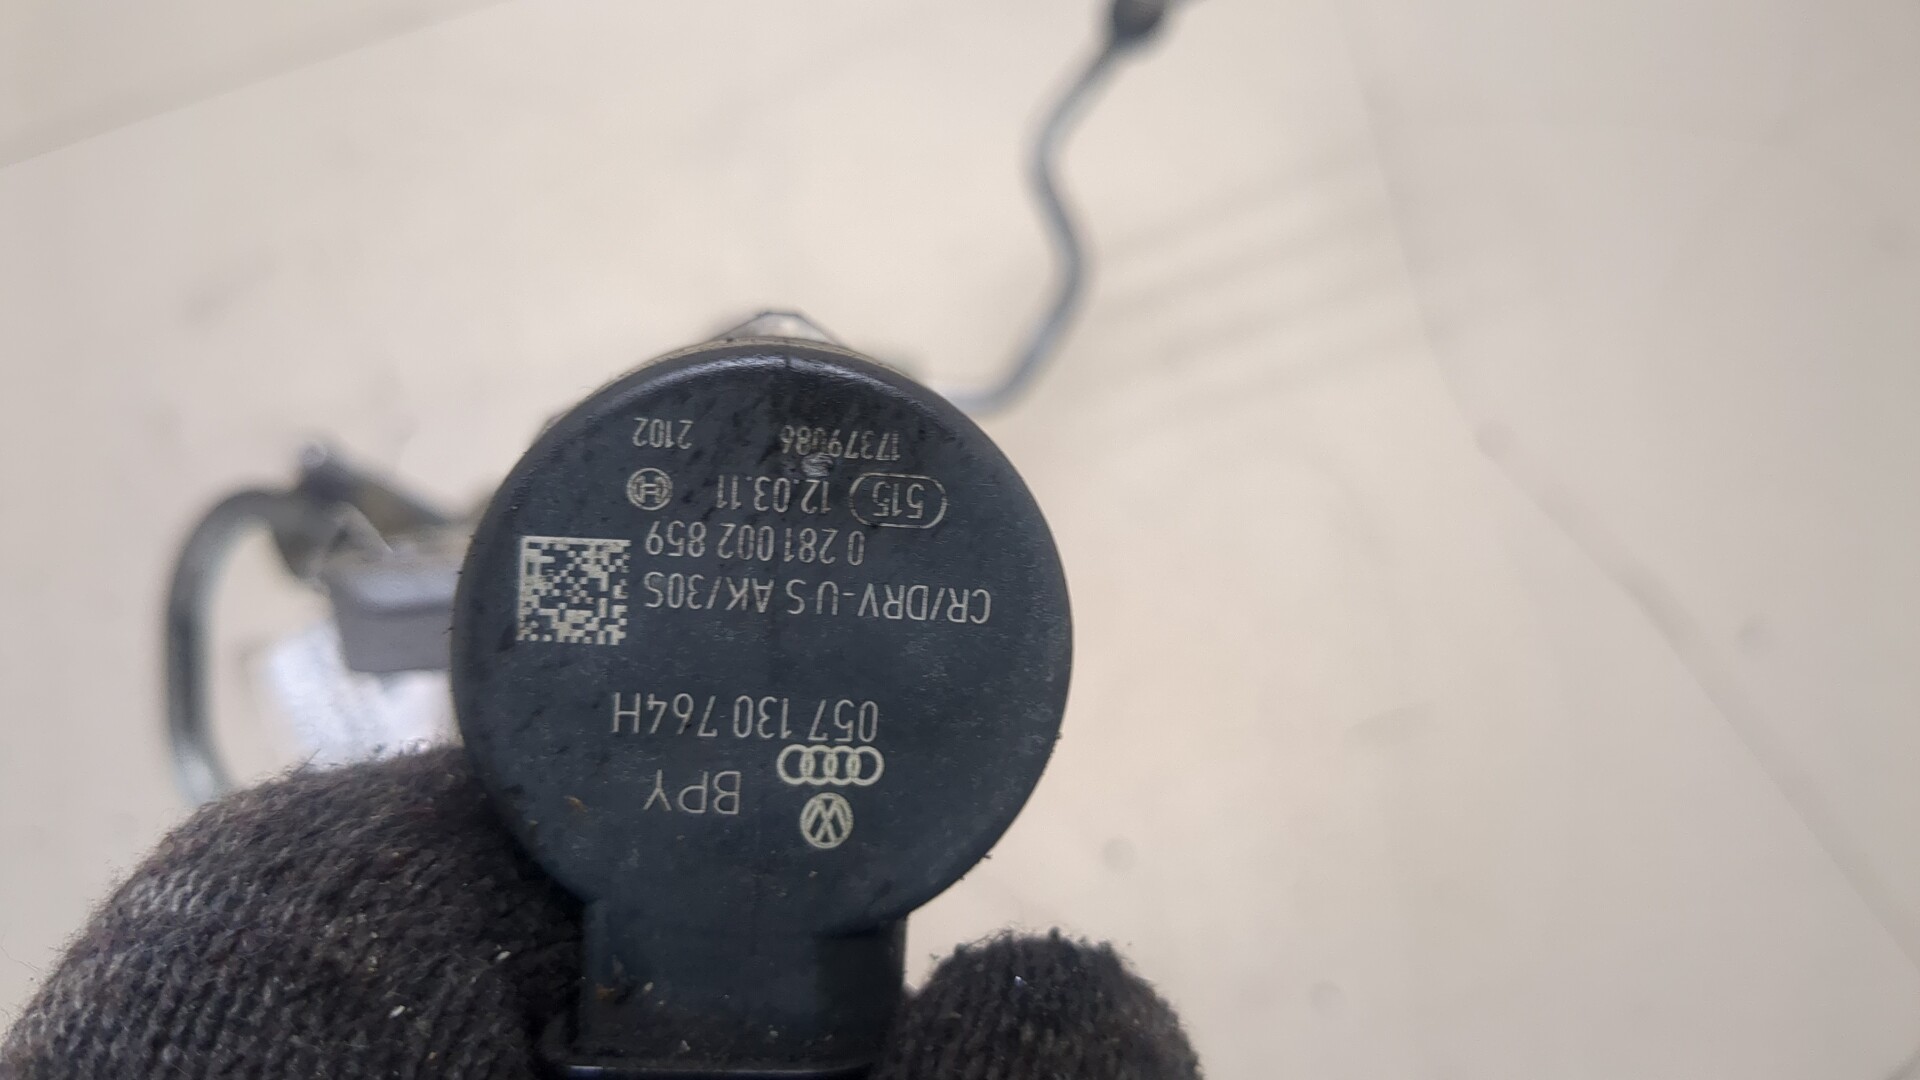 BPY
057 130 764H
CR/DRV-U S AK/30S
0 281 002 859
515 12.03.11
17379086 2102